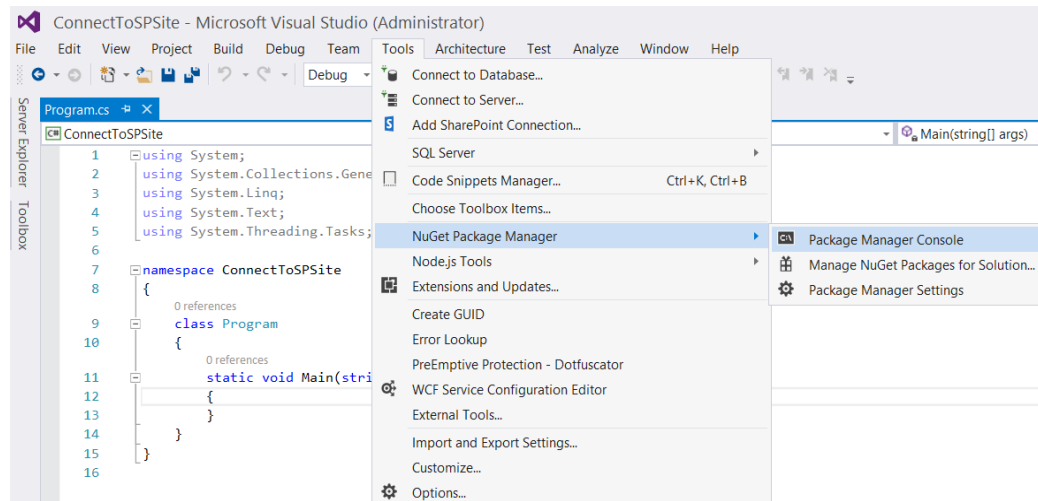 ConnectToSPSite - Microsoft Visual Studio (Administrator)
File Edit View Project Build Debug Team Tools Architecture Test Analyze Window Help
Debug
Connect to Database...
Connect to Server...
Add SharePoint Connection...
SQL Server
Code Snippets Manager... Ctrl+K, Ctrl+B
Choose Toolbox Items...
NuGet Package Manager
Node.js Tools
Extensions and Updates...
Create GUID
Error Lookup
PreEmptive Protection - Dotfuscator
WCF Service Configuration Editor
External Tools...
Import and Export Settings...
Customize...
Options...
Package Manager Console
Manage NuGet Packages for Solution...
Package Manager Settings
Server Explorer
Toolbox
Program.cs
C# ConnectToSPSite
Main(string[] args)
1 using System;
2 using System.Collections.Gene
3 using System.Linq;
4 using System.Text;
5 using System.Threading.Tasks;
6
7 namespace ConnectToSPSite
8 {
0 references
9 class Program
10 {
0 references
11 static void Main(stri
12 {
13 }
14 }
15 }
16